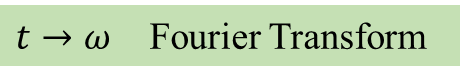 t → ω Fourier Transform